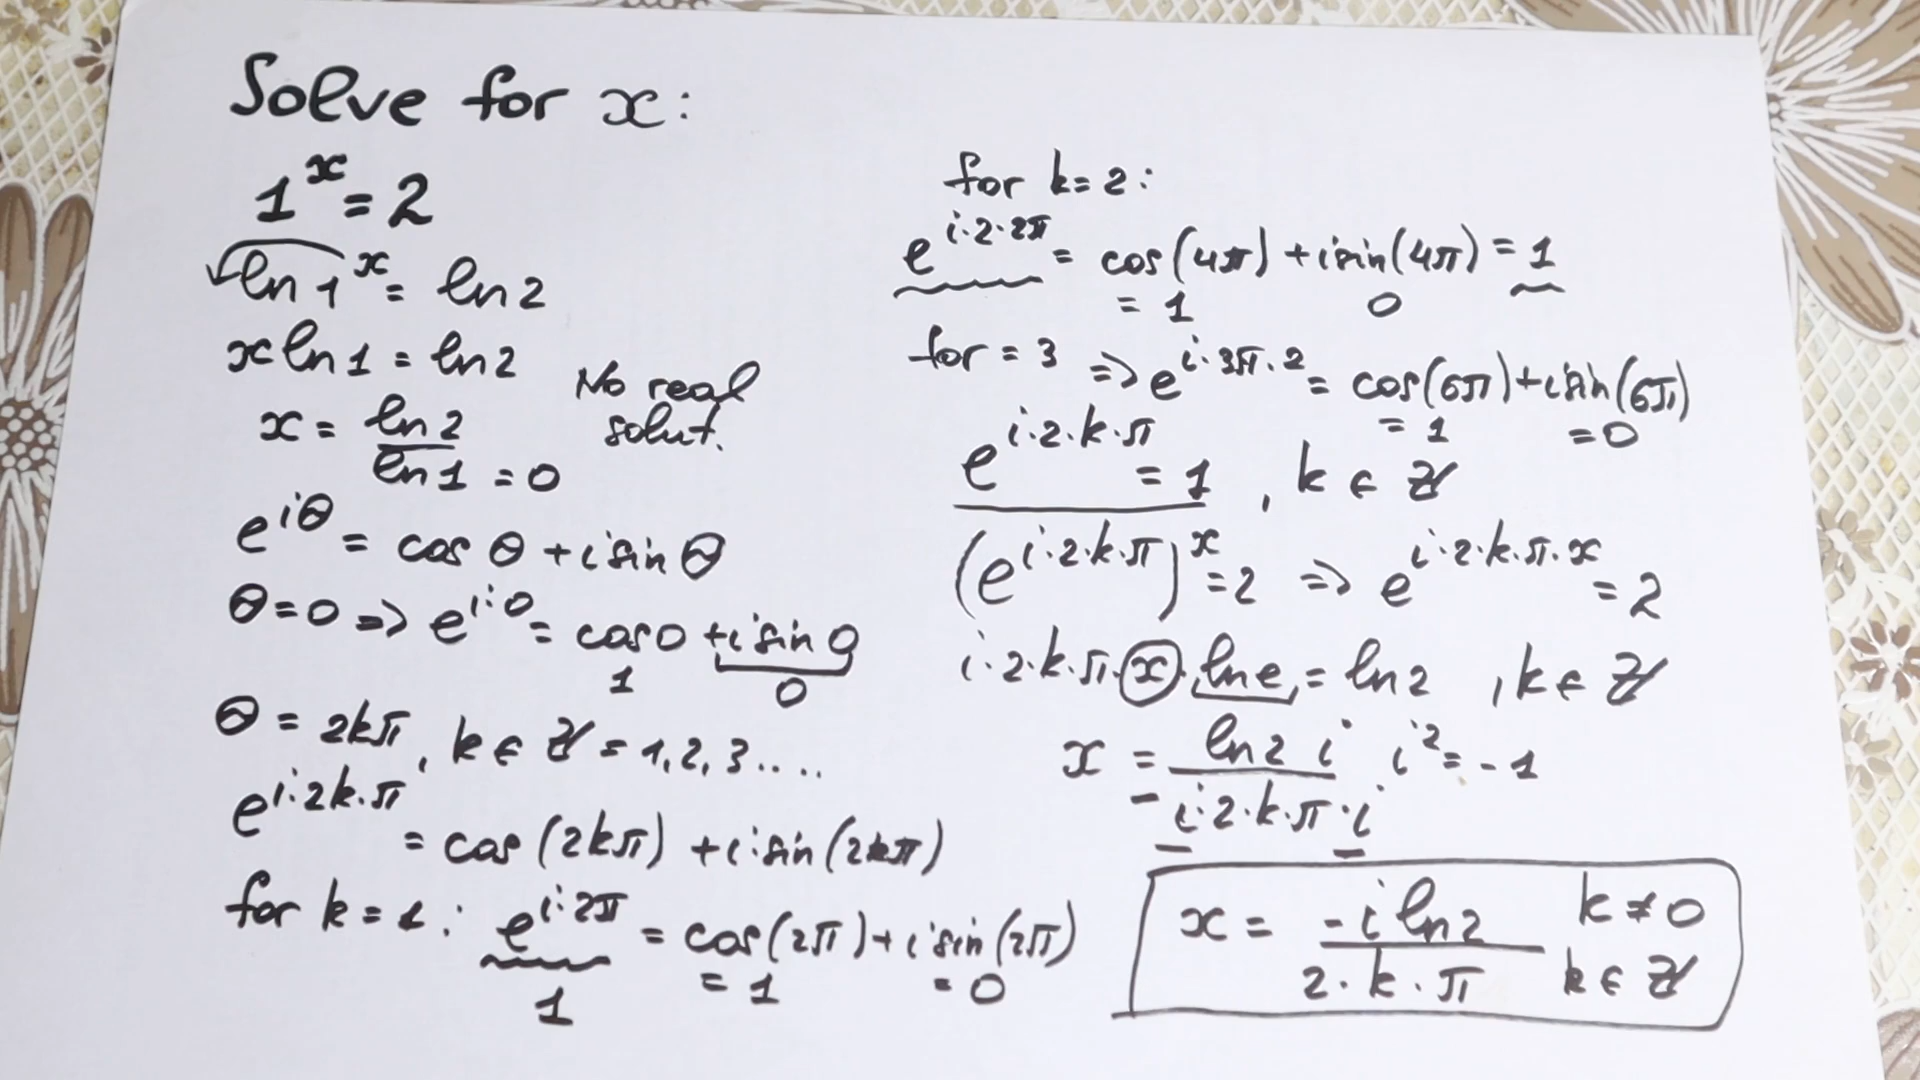 Solve for x:
1^x = 2
ln 1^x = ln 2
x ln 1 = ln 2
No real
solut.
x = ln 2 / ln 1 = 0
e^{iθ} = cos θ + i sin θ
θ = 0 => e^{i·0} = cos 0 + i sin 0
1 0
θ = 2kπ, k ∈ ℤ = 1, 2, 3 ....
e^{i·2k·π} = cos (2kπ) + i·sin (2kπ)
for k = 1: e^{i·2π} = cos(2π) + i sin(2π)
1 = 1 = 0
for k = 2:
e^{i·2·2π} = cos(4π) + i sin(4π) = 1
= 1 0
for = 3 => e^{i·3π·2} = cos(6π) + i sin(6π)
= 1 = 0
e^{i·2·k·π} = 1, k ∈ ℤ
(e^{i·2·k·π})^x = 2 => e^{i·2·k·π·x} = 2
i·2·k·π·x·ln e = ln 2, k ∈ ℤ
x = ln 2 i / - i·2·k·π·i i² = -1
x = -i ln 2 / 2·k·π k ≠ 0
k ∈ ℤ